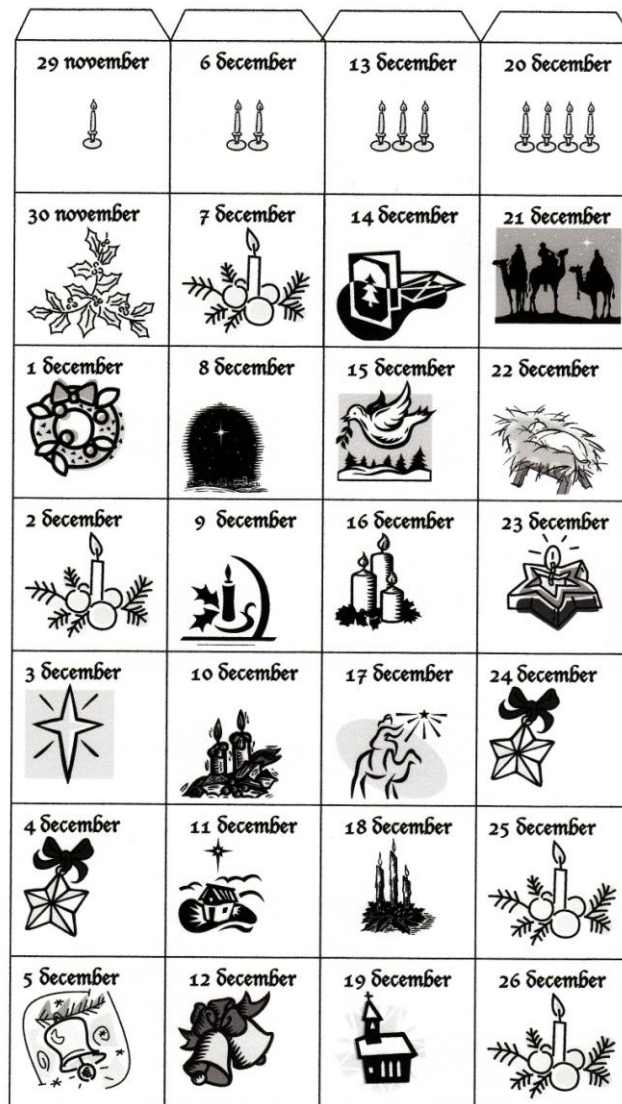 29 november
6 december
13 december
20 december
30 november
7 december
14 december
21 december
1 december
8 december
15 december
22 december
2 december
9 december
16 december
23 december
3 december
10 december
17 december
24 december
4 december
11 december
18 december
25 december
5 december
12 december
19 december
26 december